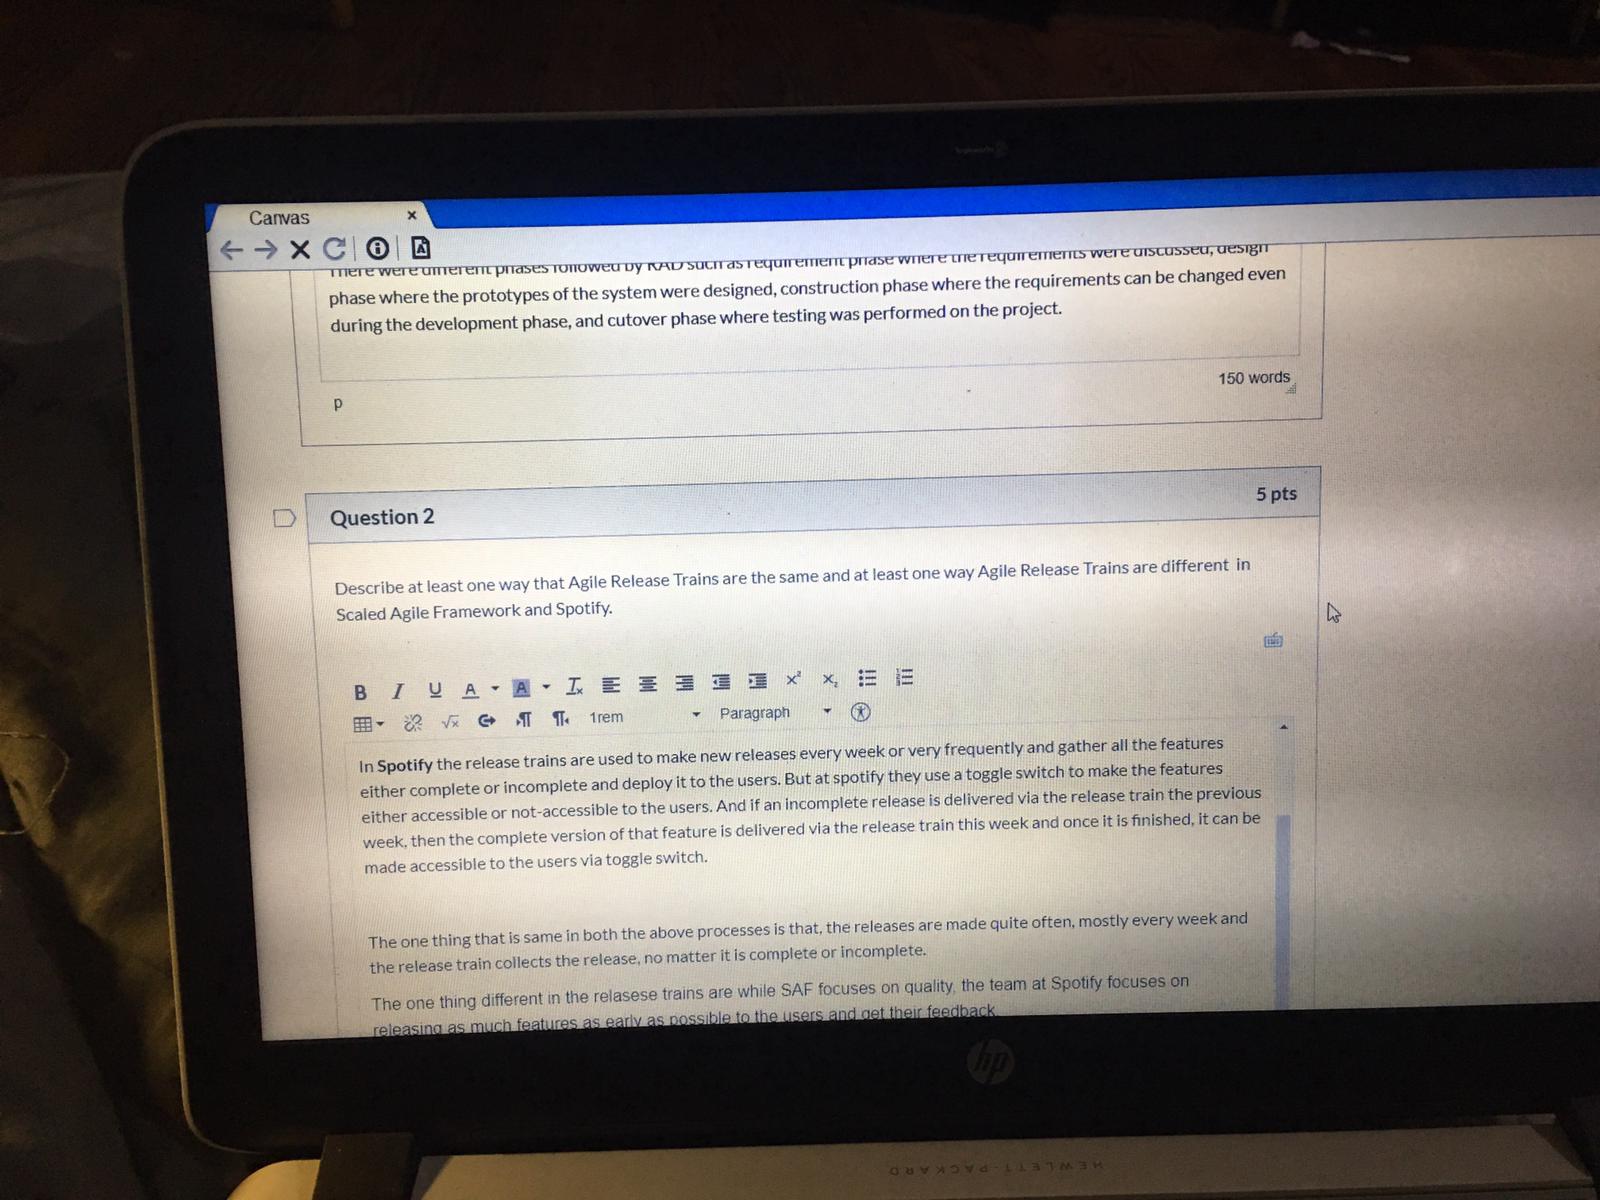 Canvas
There were different phases followed by RAD such as requirement phase where the requirements were discussed, design
phase where the prototypes of the system were designed, construction phase where the requirements can be changed even
during the development phase, and cutover phase where testing was performed on the project.
150 words
p
Question 2
5 pts
Describe at least one way that Agile Release Trains are the same and at least one way Agile Release Trains are different in
Scaled Agile Framework and Spotify.
B I U A A Tx x² x₂
√x ¶ ¶ 1rem Paragraph
In Spotify the release trains are used to make new releases every week or very frequently and gather all the features
either complete or incomplete and deploy it to the users. But at spotify they use a toggle switch to make the features
either accessible or not-accessible to the users. And if an incomplete release is delivered via the release train the previous
week, then the complete version of that feature is delivered via the release train this week and once it is finished, it can be
made accessible to the users via toggle switch.
The one thing that is same in both the above processes is that, the releases are made quite often, mostly every week and
the release train collects the release, no matter it is complete or incomplete.
The one thing different in the relasese trains are while SAF focuses on quality, the team at Spotify focuses on
releasing as much features as early as possible to the users and get their feedback
hp
HEWLETT-PACKARD